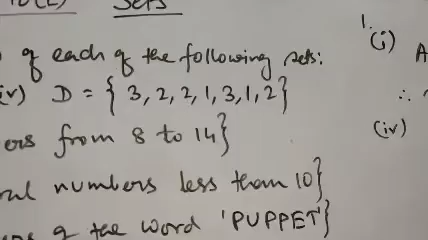 Sets
of each of the following sets:
iv) D = { 3, 2, 2, 1, 3, 1, 2}
ers from 8 to 14}
numbers less than 10}
of the word 'PUPPET'}
1.
(i) A
∴
(iv)